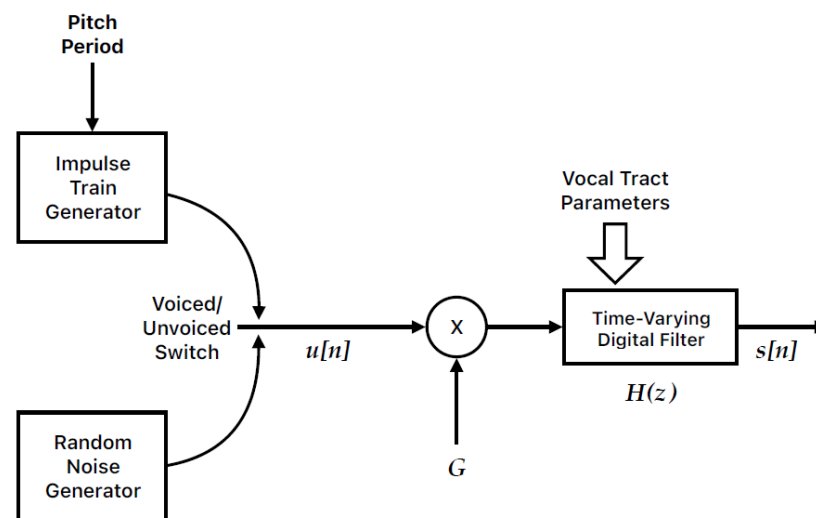 Pitch
Period
Impulse
Train
Generator
Vocal Tract
Parameters
Voiced/
Unvoiced
Switch
u[n]
X
Time-Varying
Digital Filter
s[n]
H(z)
G
Random
Noise
Generator